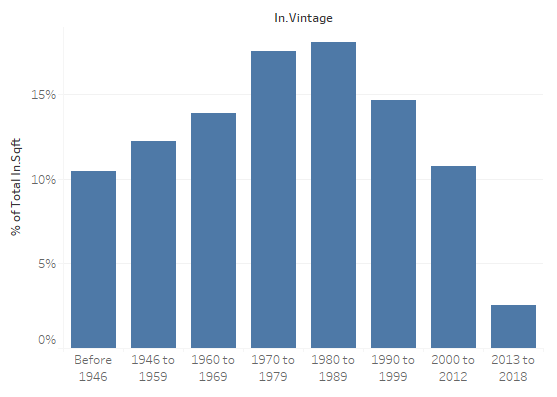 In.Vintage
% of Total In.Sqft
15%
10%
5%
0%
Before 1946
1946 to 1959
1960 to 1969
1970 to 1979
1980 to 1989
1990 to 1999
2000 to 2012
2013 to 2018